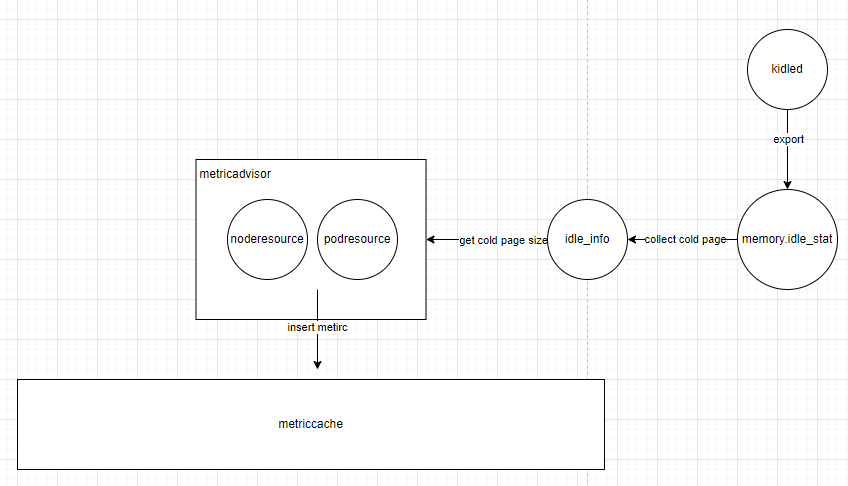 kidled
export
metricadvisor
noderesource
podresource
get cold page size
idle_info
collect cold page
memory.idle_stat
insert metirc
metriccache